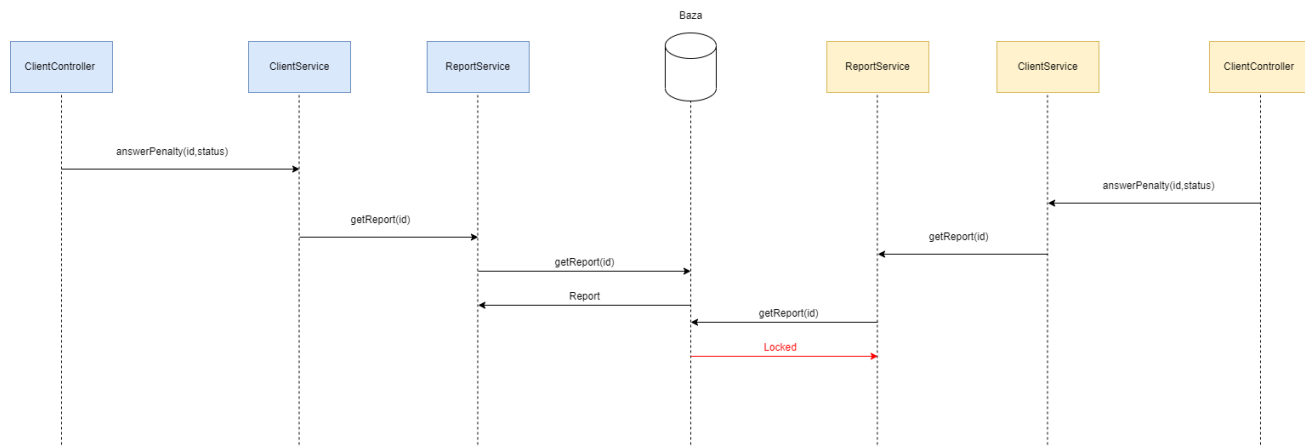 Baza
ClientController
ClientService
ReportService
ReportService
ClientService
ClientController
answerPenalty(id,status)
answerPenalty(id,status)
getReport(id)
getReport(id)
getReport(id)
Report
getReport(id)
Locked